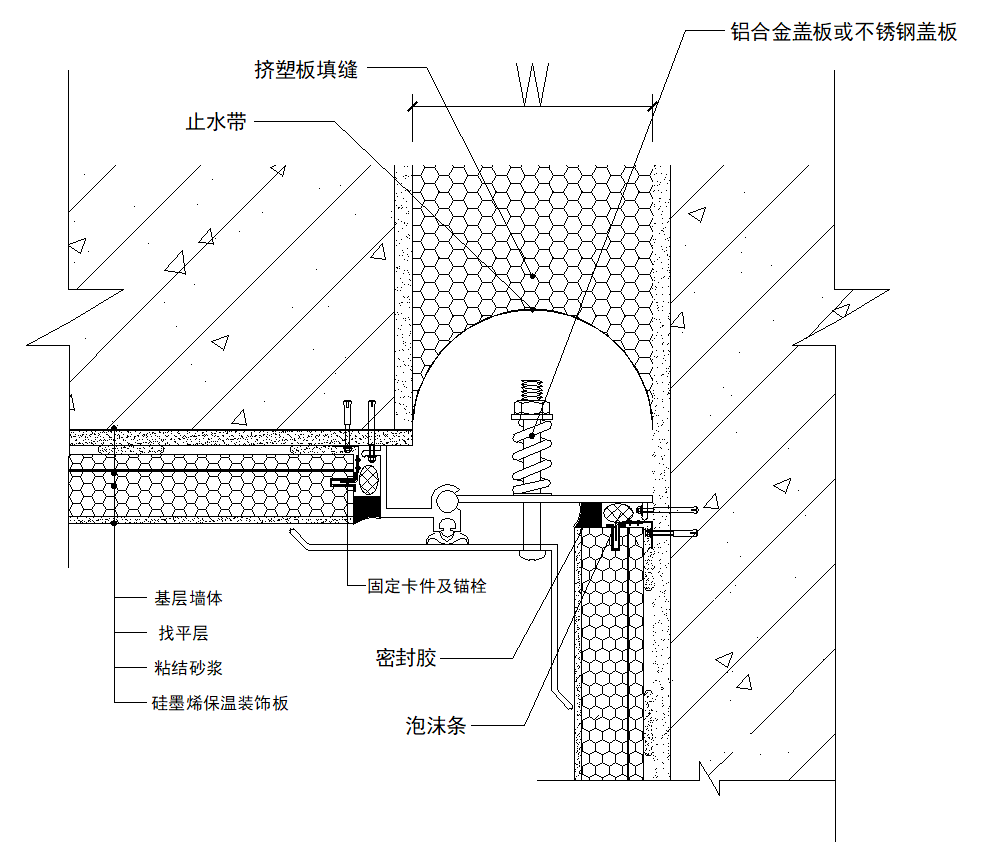 铝合金盖板或不锈钢盖板
挤塑板填缝
W
止水带
固定卡件及锚栓
基层墙体
找平层
粘结砂浆
硅墨烯保温装饰板
密封胶
泡沫条